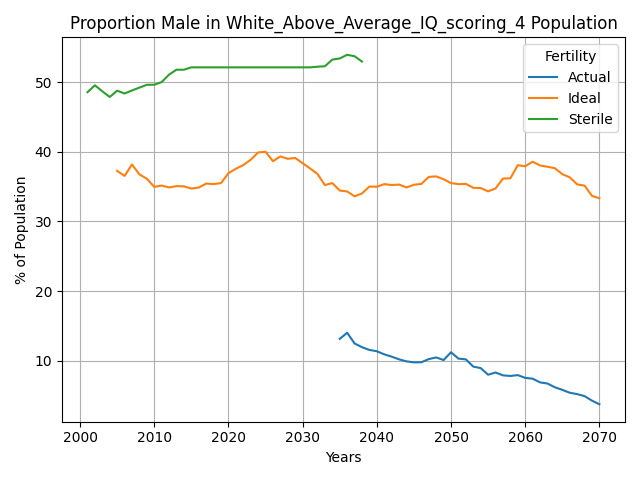 Proportion Male in White_Above_Average_IQ_scoring_4 Population
Fertility
Actual
Ideal
Sterile
% of Population
50
40
30
20
10
2000 2010 2020 2030 2040 2050 2060 2070
Years